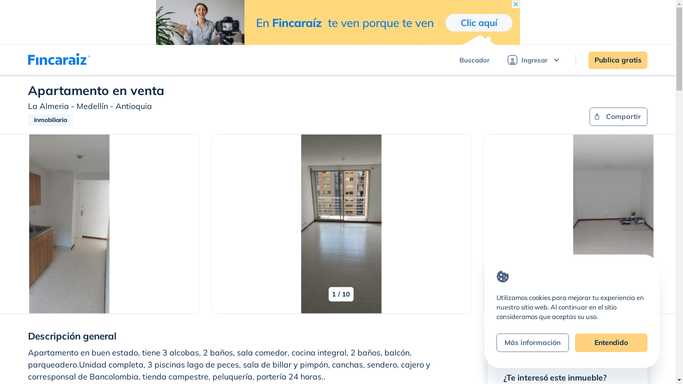 En Fincaraíz te ven porque te ven
Clic aquí
Fincaraíz
Buscador
Ingresar
Publica gratis
Apartamento en venta
La Almeria - Medellín - Antioquia
Inmobiliaria
Compartir
1 / 10
Utilizamos cookies para mejorar tu experiencia en
nuestro sitio web. Al continuar en el sitio
consideramos que aceptas su uso.
Más información
Entendido
Descripción general
Apartamento en buen estado, tiene 3 alcobas, 2 baños, sala comedor, cocina integral, 2 baños, balcón,
parqueadero.Unidad completa, 3 piscinas lago de peces, sala de billar y pimpón, canchas, sendero, cajero y
corresponsal de Bancolombia, tienda campestre, peluquería, portería 24 horas..
¿Te interesó este inmueble?